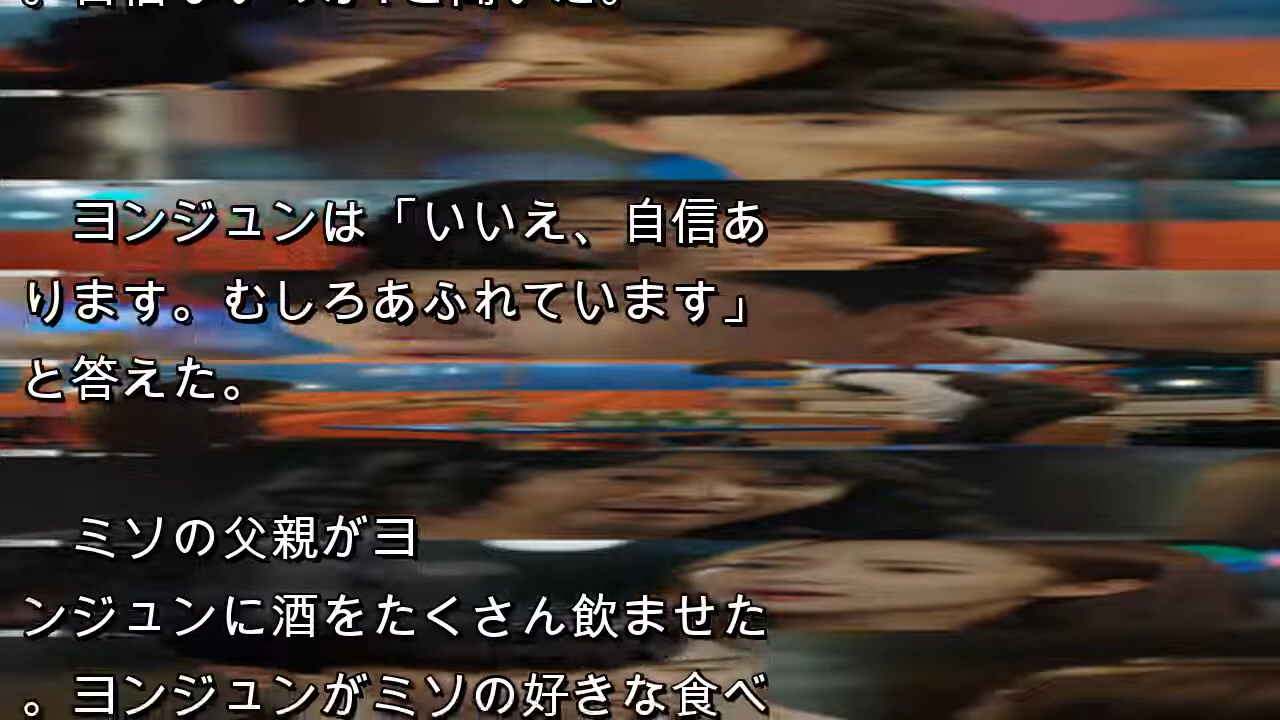 ヨンジュンは「いいえ、自信あ
ります。むしろあふれています」
と答えた。
ミソの父親がヨ
ンジュンに酒をたくさん飲ませた
。ヨンジュンがミソの好きな食べ